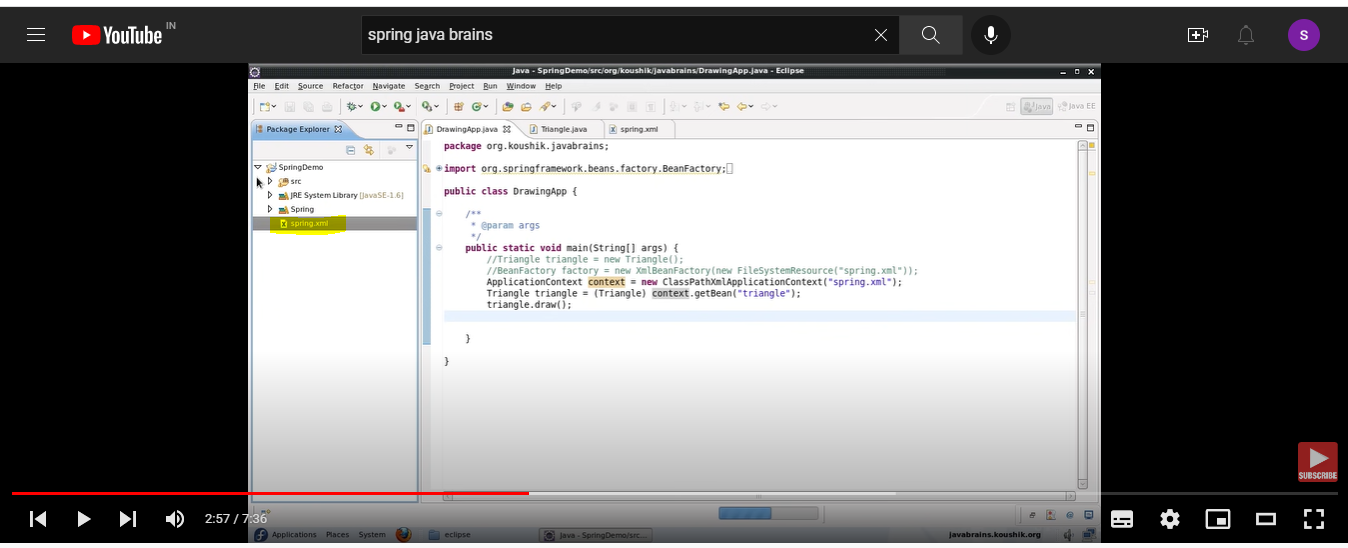 YouTube IN
spring java brains
S
Java - SpringDemo/src/org/koushik/javabrains/DrawingApp.java - Eclipse
File Edit Source Refactor Navigate Search Project Run Window Help
Java Java EE
Package Explorer
DrawingApp.java Triangle.java spring.xml
SpringDemo
src
JRE System Library [JavaSE-1.6]
Spring
spring.xml
package org.koushik.javabrains;
import org.springframework.beans.factory.BeanFactory;
public class DrawingApp {
/**
* @param args
*/
public static void main(String[] args) {
//Triangle triangle = new Triangle();
//BeanFactory factory = new XmlBeanFactory(new FileSystemResource("spring.xml"));
ApplicationContext context = new ClassPathXmlApplicationContext("spring.xml");
Triangle triangle = (Triangle) context.getBean("triangle");
triangle.draw();
}
}
SUBSCRIBE
2:57 / 7:36
Applications Places System eclipse Java - SpringDemo/src... javabrains.koushik.org